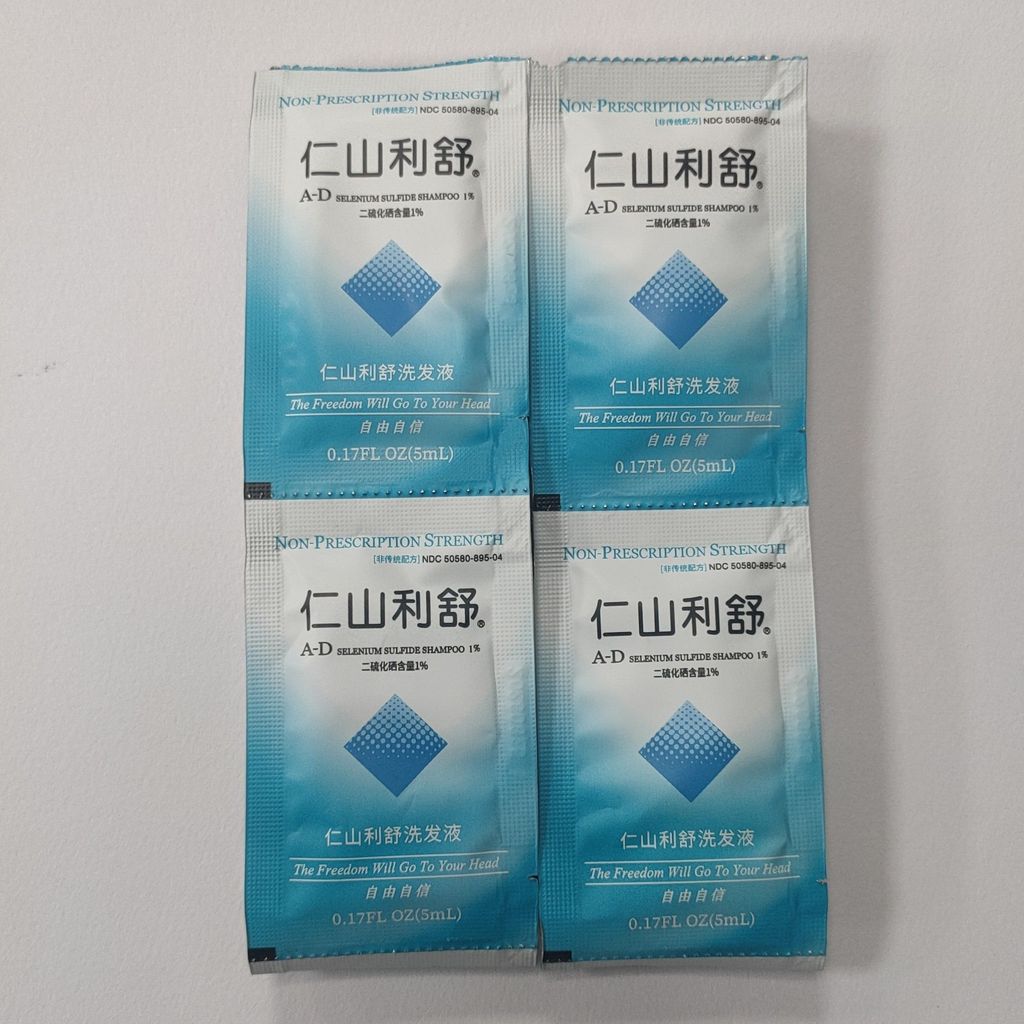 NON-PRESCRIPTION STRENGTH
[非传统配方] NDC 50580-895-04
仁山利舒®
A-D SELENIUM SULFIDE SHAMPOO 1%
二硫化硒含量1%
仁山利舒洗发液
The Freedom Will Go To Your Head
自由自信
0.17FL OZ(5mL)
NON-PRESCRIPTION STRENGTH
[非传统配方] NDC 50580-895-04
仁山利舒®
A-D SELENIUM SULFIDE SHAMPOO 1%
二硫化硒含量1%
仁山利舒洗发液
The Freedom Will Go To Your Head
自由自信
0.17FL OZ(5mL)
NON-PRESCRIPTION STRENGTH
[非传统配方] NDC 50580-895-04
仁山利舒®
A-D SELENIUM SULFIDE SHAMPOO 1%
二硫化硒含量1%
仁山利舒洗发液
The Freedom Will Go To Your Head
自由自信
0.17FL OZ(5mL)
NON-PRESCRIPTION STRENGTH
[非传统配方] NDC 50580-895-04
仁山利舒®
A-D SELENIUM SULFIDE SHAMPOO 1%
二硫化硒含量1%
仁山利舒洗发液
The Freedom Will Go To Your Head
自由自信
0.17FL OZ(5mL)